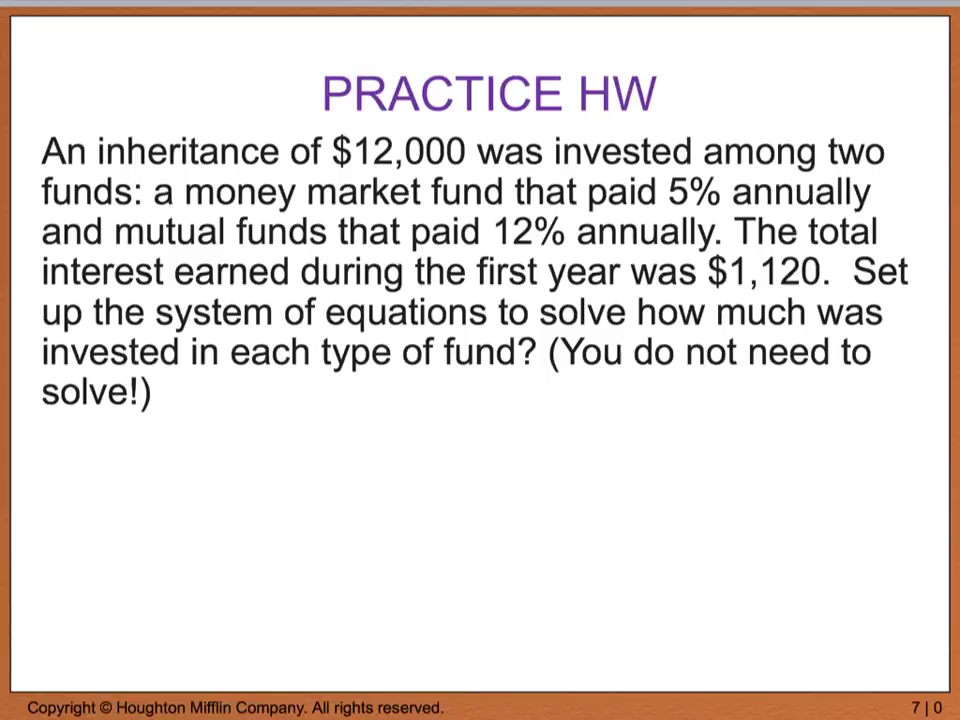 PRACTICE HW
An inheritance of $12,000 was invested among two
funds: a money market fund that paid 5% annually
and mutual funds that paid 12% annually. The total
interest earned during the first year was $1,120.  Set
up the system of equations to solve how much was
invested in each type of fund? (You do not need to
solve!)
Copyright © Houghton Mifflin Company. All rights reserved.
7 | 0